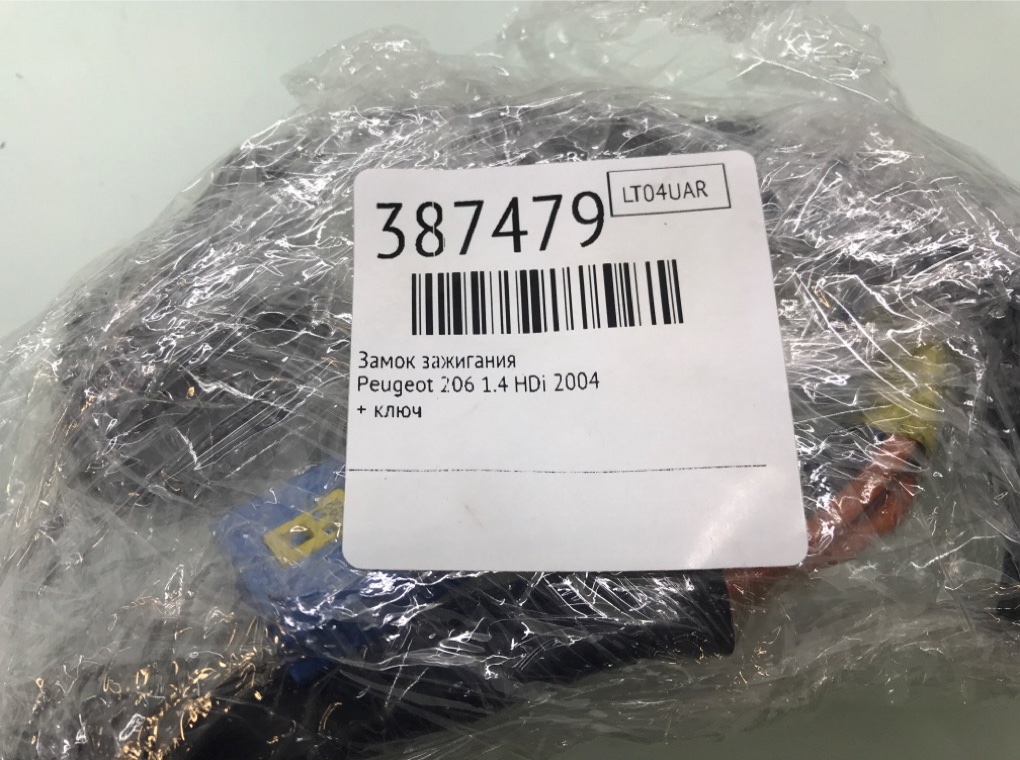 387479
LT04UAR
Замок зажигания
Peugeot 206 1.4 HDi 2004
+ ключ